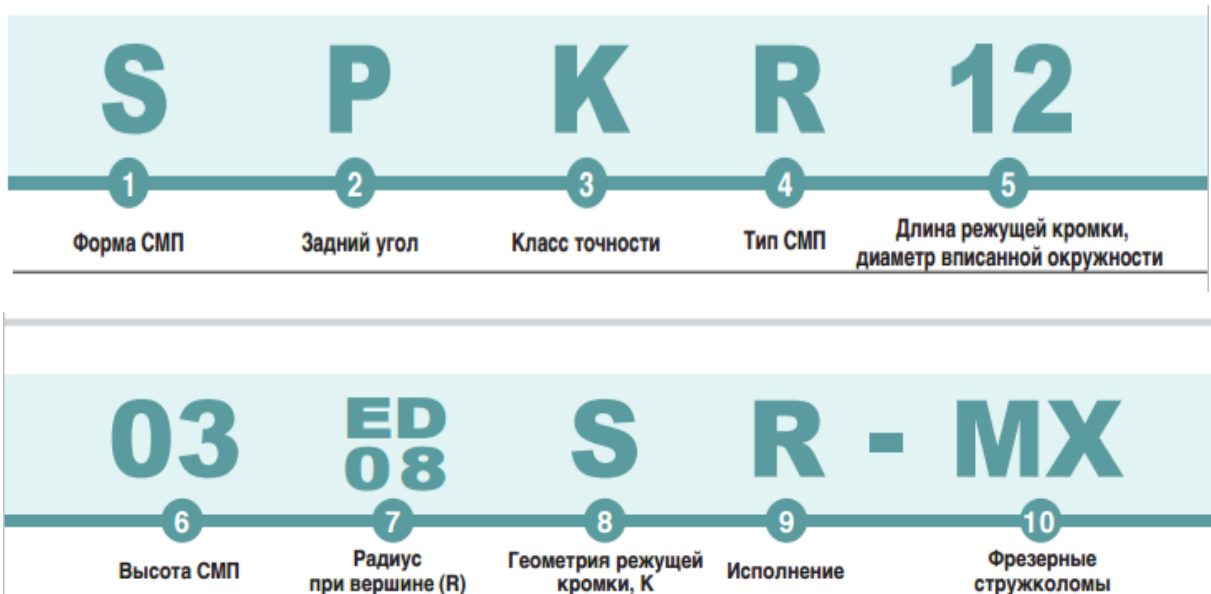 S P K R 12
1 2 3 4 5
Форма СМП Задний угол Класс точности Тип СМП Длина режущей кромки,
диаметр вписанной окружности
03 ED S R - MX
08
6 7 8 9 10
Высота СМП Радиус Геометрия режущей Исполнение Фрезерные
при вершине (R) кромки, К стружколомы